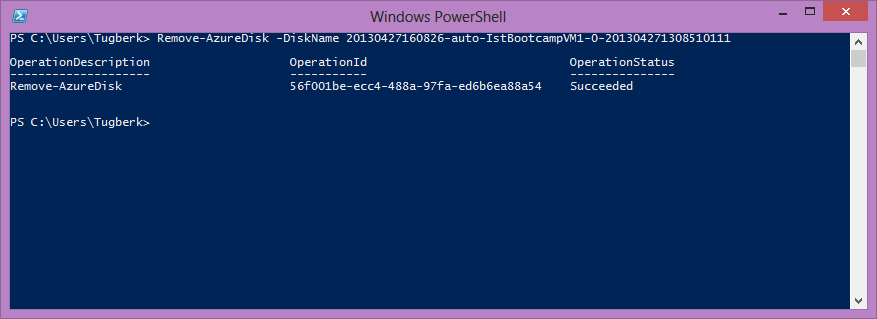 Windows PowerShell
PS C:\Users\Tugberk> Remove-AzureDisk -DiskName 20130427160826-auto-IstBootcampVM1-0-201304271308510111
OperationDescription OperationId OperationStatus
-------------------- ----------- ---------------
Remove-AzureDisk 56f001be-ecc4-488a-97fa-ed6b6ea88a54 Succeeded
PS C:\Users\Tugberk>